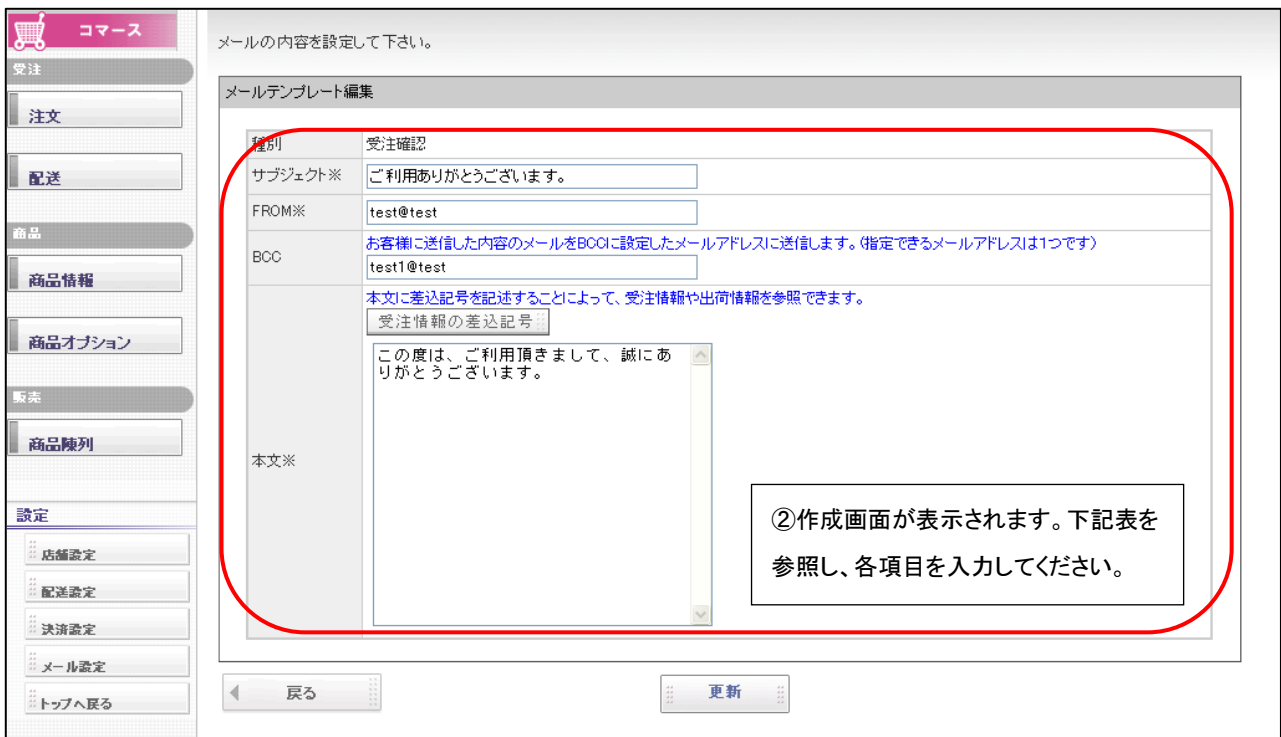 コマース
受注
注文
配送
商品
商品情報
商品オプション
販売
商品陳列
設定
店舗設定
配送設定
決済設定
メール設定
トップへ戻る
メールの内容を設定して下さい。
メールテンプレート編集
種別 受注確認
サブジェクト※ ご利用ありがとうございます。
FROM※ test@test
BCC
お客様に送信した内容のメールをBCCに設定したメールアドレスに送信します。(指定できるメールアドレスは1つです)
test1@test
本文※
本文に差込記号を記述することによって、受注情報や出荷情報を参照できます。
受注情報の差込記号
この度は、ご利用頂きまして、誠にあ
りがとうございます。
②作成画面が表示されます。下記表を
参照し、各項目を入力してください。
戻る
更新